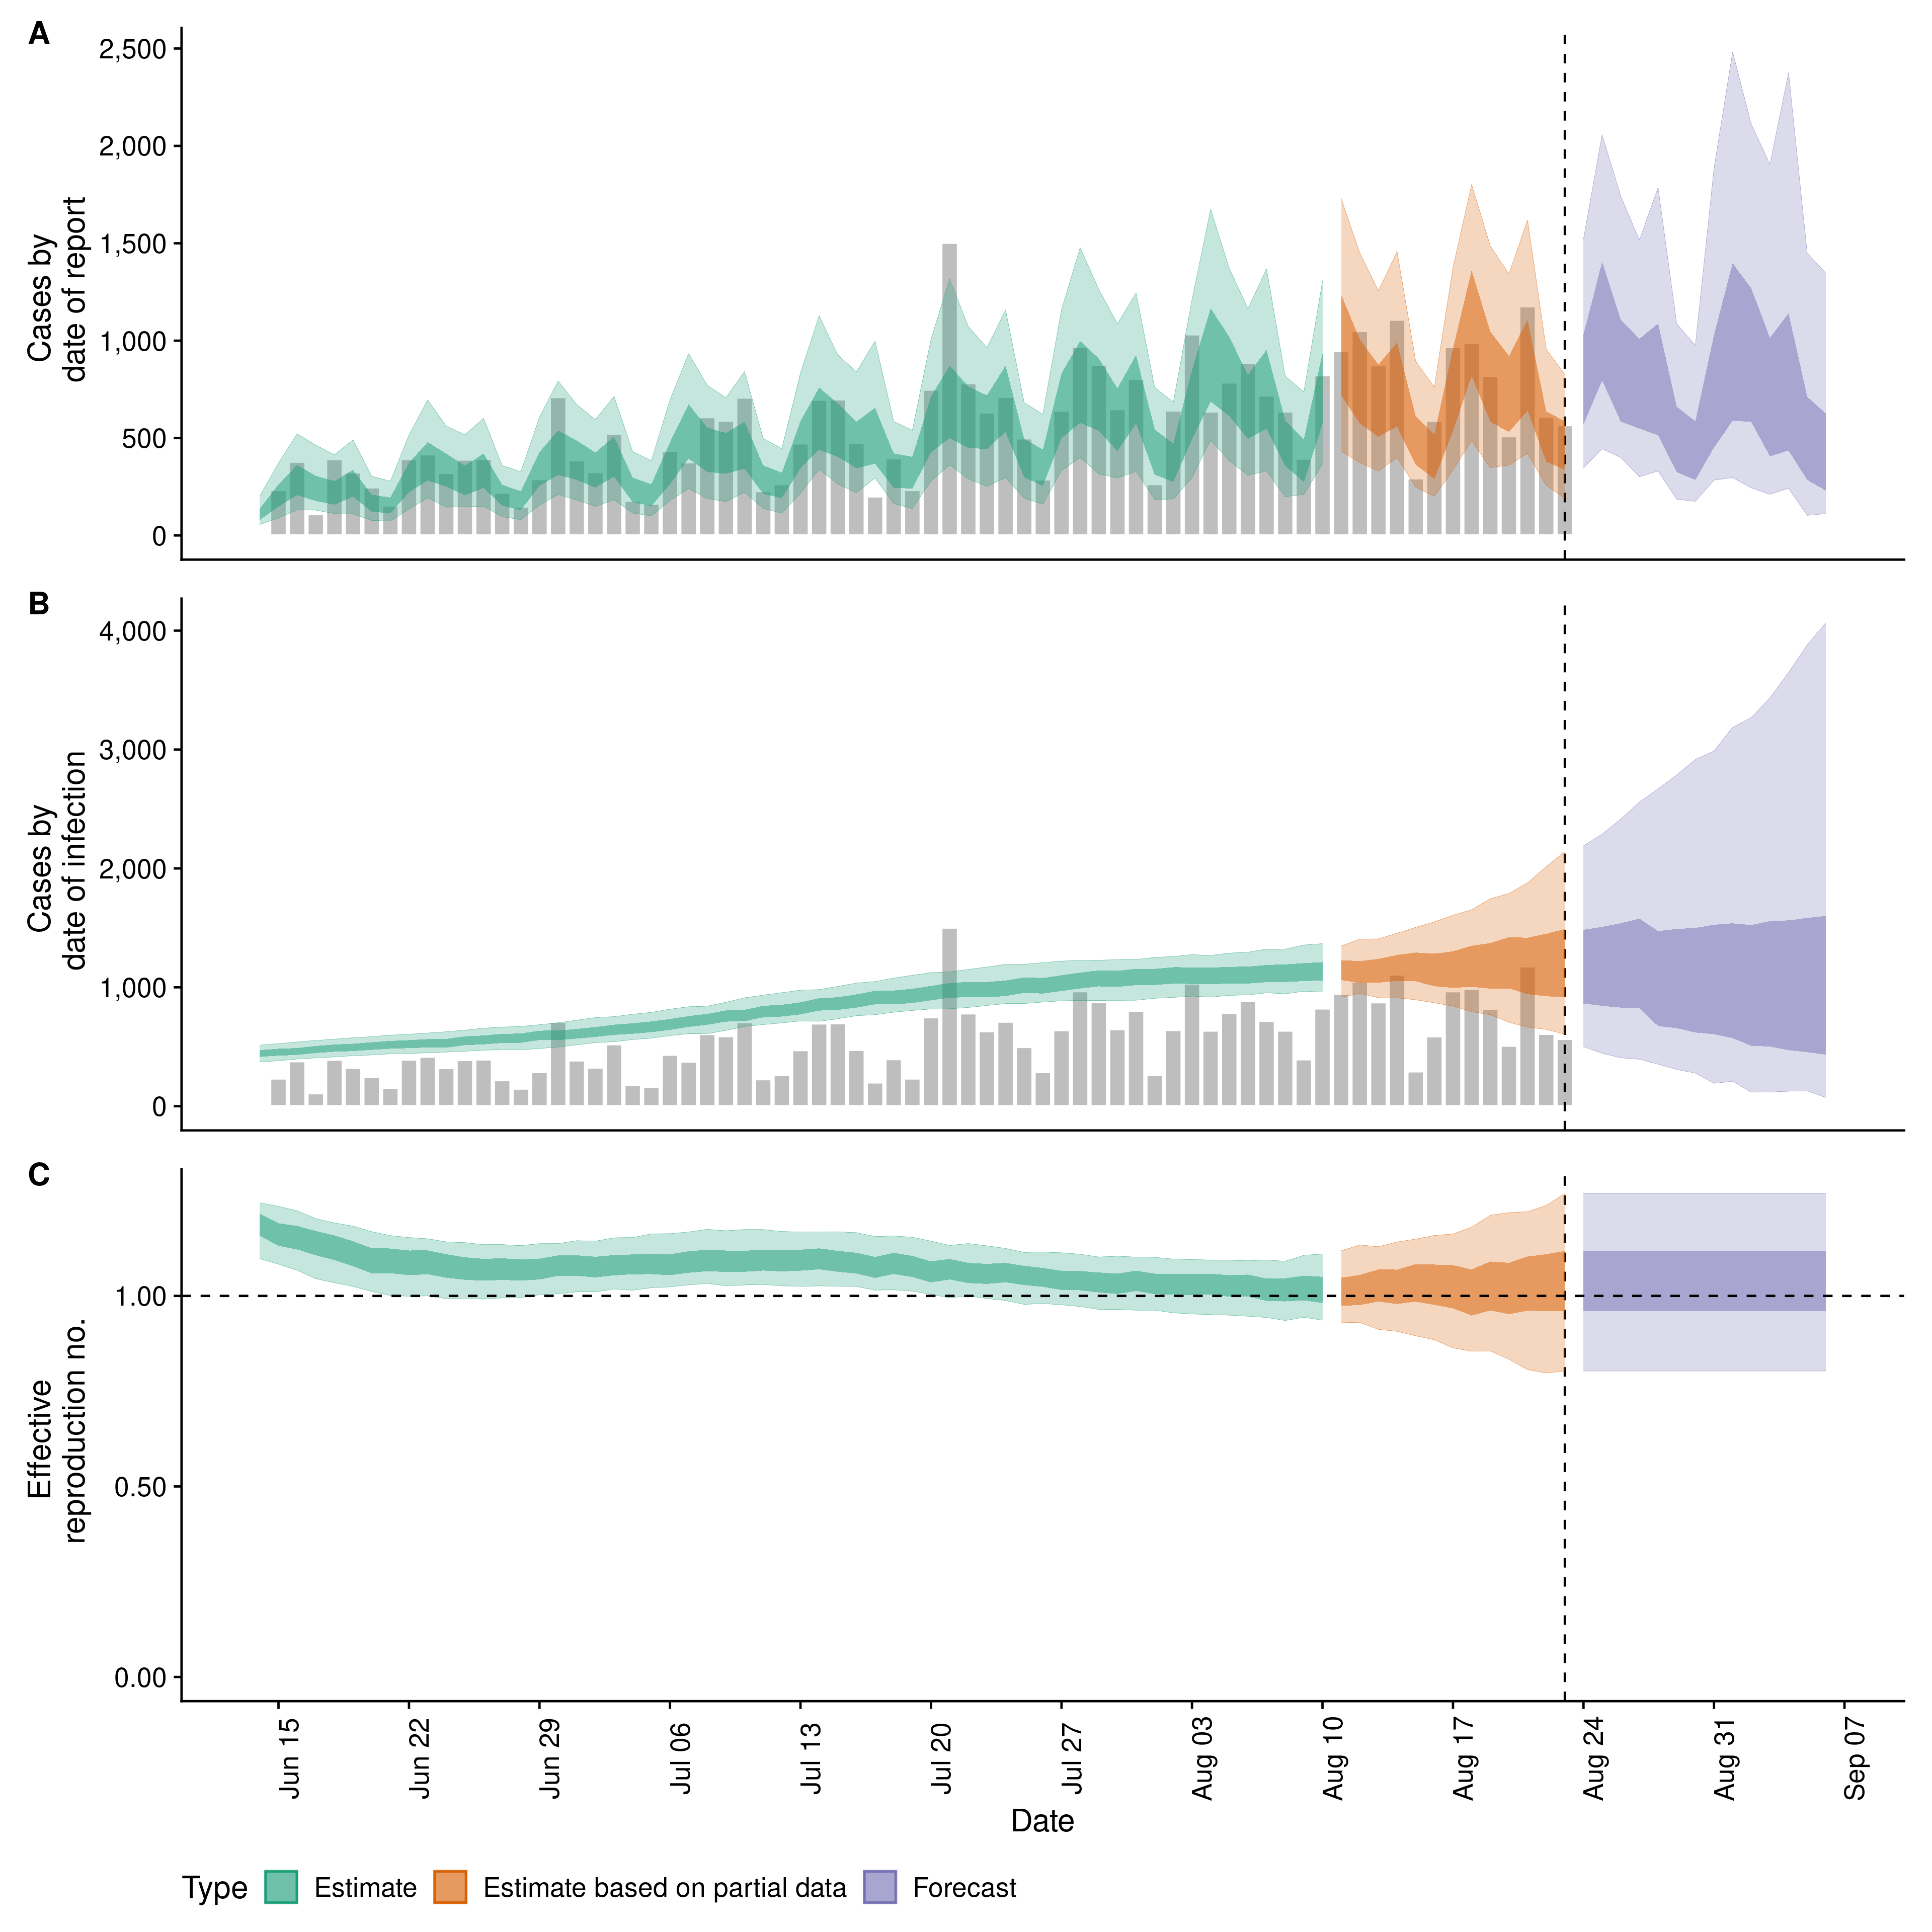 A
2,500
2,000
1,500
1,000
500
0
Cases by
date of report
B
4,000
3,000
2,000
1,000
0
Cases by
date of infection
C
1.00
0.50
0.00
Effective
reproduction no.
Jun 15
Jun 22
Jun 29
Jul 06
Jul 13
Jul 20
Jul 27
Aug 03
Aug 10
Aug 17
Aug 24
Aug 31
Sep 07
Date
Type Estimate Estimate based on partial data Forecast